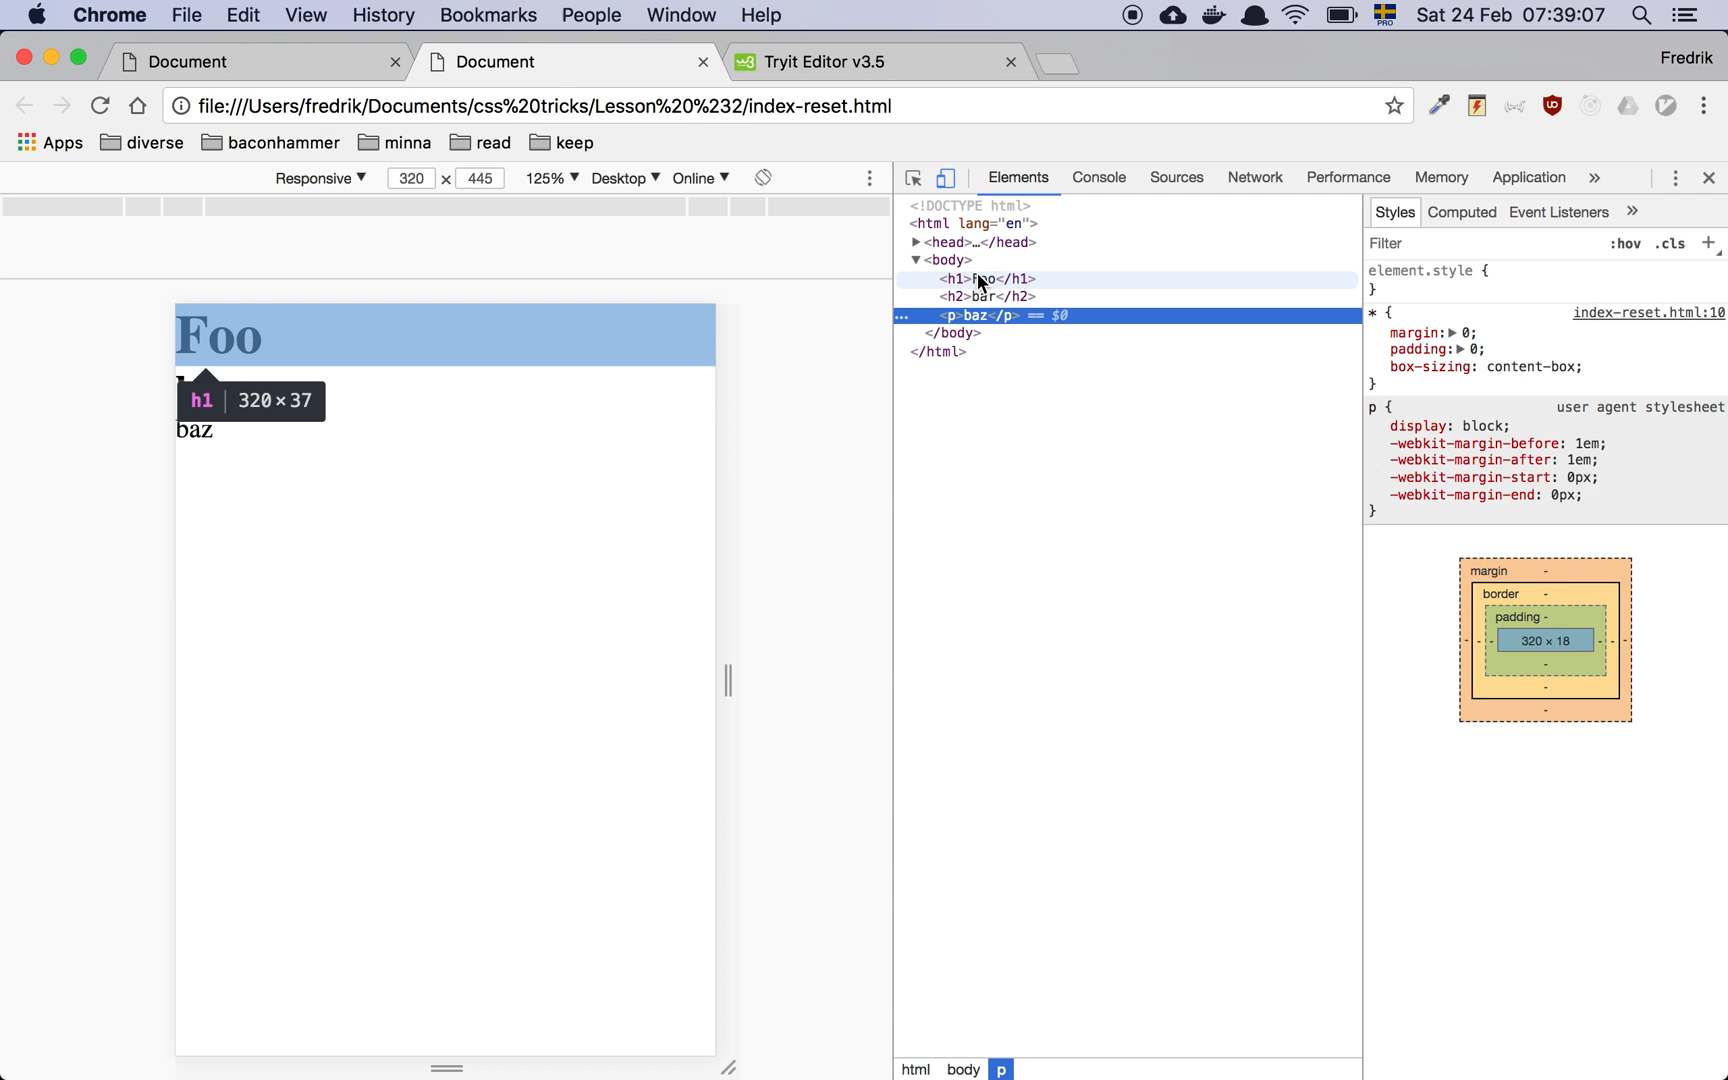 Chrome File Edit View History Bookmarks People Window Help PRO Sat 24 Feb 07:39:07
Document Document Tryit Editor v3.5 Fredrik
file:///Users/fredrik/Documents/css%20tricks/Lesson%20%232/index-reset.html
Apps diverse baconhammer minna read keep
Responsive ▼ 320 × 445 125% ▼ Desktop ▼ Online ▼
Elements Console Sources Network Performance Memory Application »
<!DOCTYPE html>
<html lang="en">
▶<head>…</head>
▼<body>
<h1>Foo</h1>
<h2>bar</h2>
… <p>baz</p> == $0
</body>
</html>
html body p
Styles Computed Event Listeners »
Filter :hov .cls +
element.style {
}
* { index-reset.html:10
margin:▶ 0;
padding:▶ 0;
box-sizing: content-box;
}
p { user agent stylesheet
display: block;
-webkit-margin-before: 1em;
-webkit-margin-after: 1em;
-webkit-margin-start: 0px;
-webkit-margin-end: 0px;
}
margin -
border -
padding -
- - - 320 × 18 - - -
-
-
-
Foo
h1 320 × 37
baz